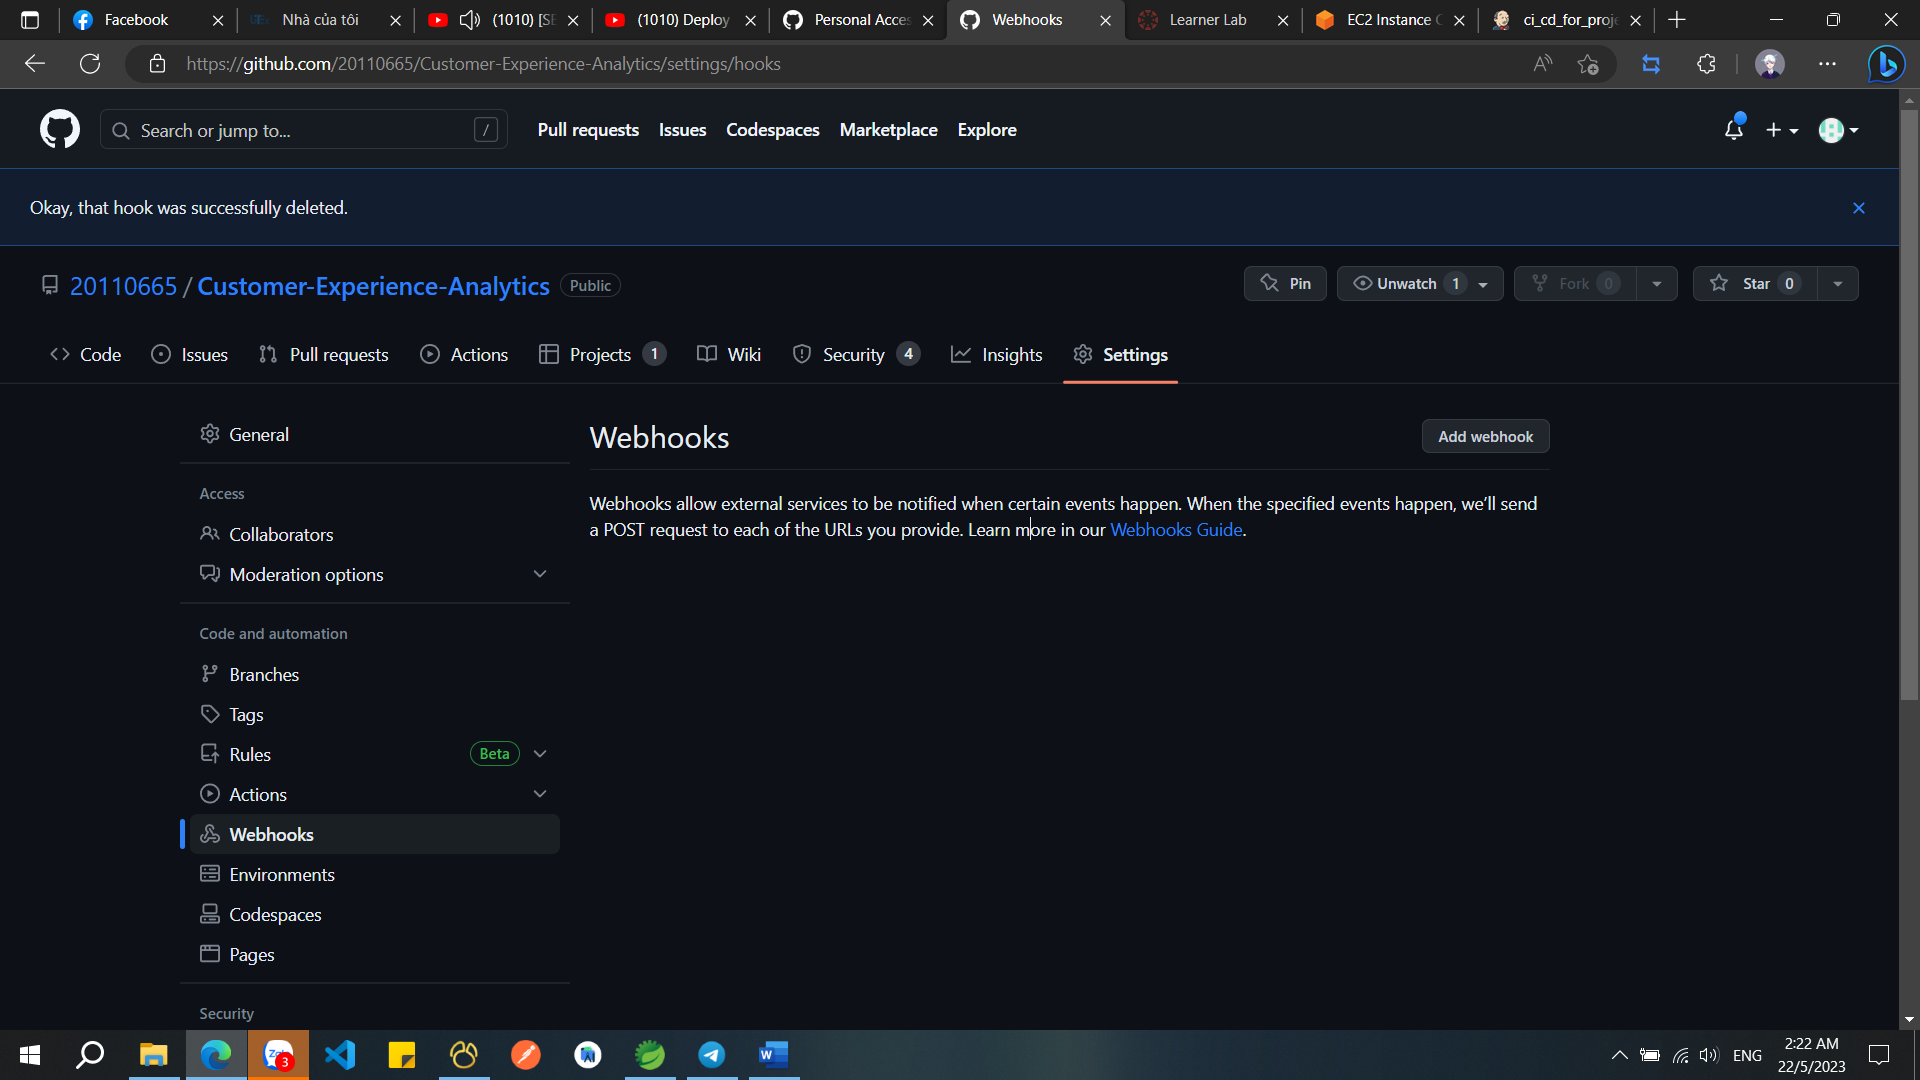 Facebook
Nhà của tôi
(1010) [SE
(1010) Deploy
Personal Acces
Webhooks
Learner Lab
EC2 Instance C
ci_cd_for_proje
https://github.com/20110665/Customer-Experience-Analytics/settings/hooks
Search or jump to...
/
Pull requests
Issues
Codespaces
Marketplace
Explore
Okay, that hook was successfully deleted.
20110665 / Customer-Experience-Analytics
Public
Pin
Unwatch 1
Fork 0
Star 0
Code
Issues
Pull requests
Actions
Projects 1
Wiki
Security 4
Insights
Settings
General
Access
Collaborators
Moderation options
Code and automation
Branches
Tags
Rules Beta
Actions
Webhooks
Environments
Codespaces
Pages
Security
Webhooks
Add webhook
Webhooks allow external services to be notified when certain events happen. When the specified events happen, we’ll send
a POST request to each of the URLs you provide. Learn more in our Webhooks Guide.
3
ENG
2:22 AM
22/5/2023